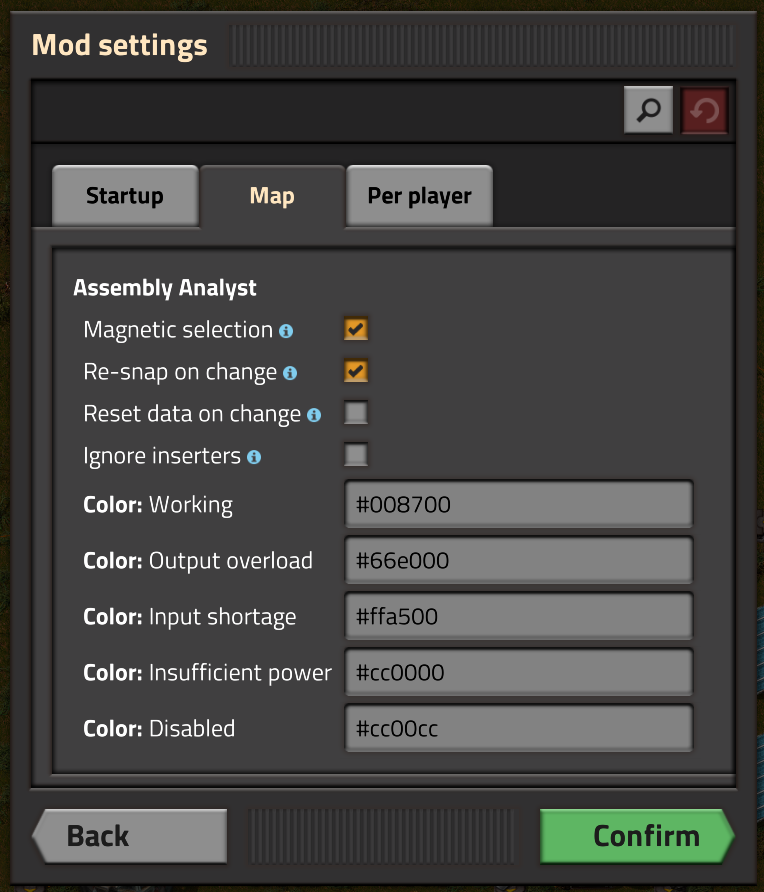 Mod settings
Startup
Map
Per player
Assembly Analyst
Magnetic selection
Re-snap on change
Reset data on change
Ignore inserters
Color: Working #008700
Color: Output overload #66e000
Color: Input shortage #ffa500
Color: Insufficient power #cc0000
Color: Disabled #cc00cc
Back
Confirm